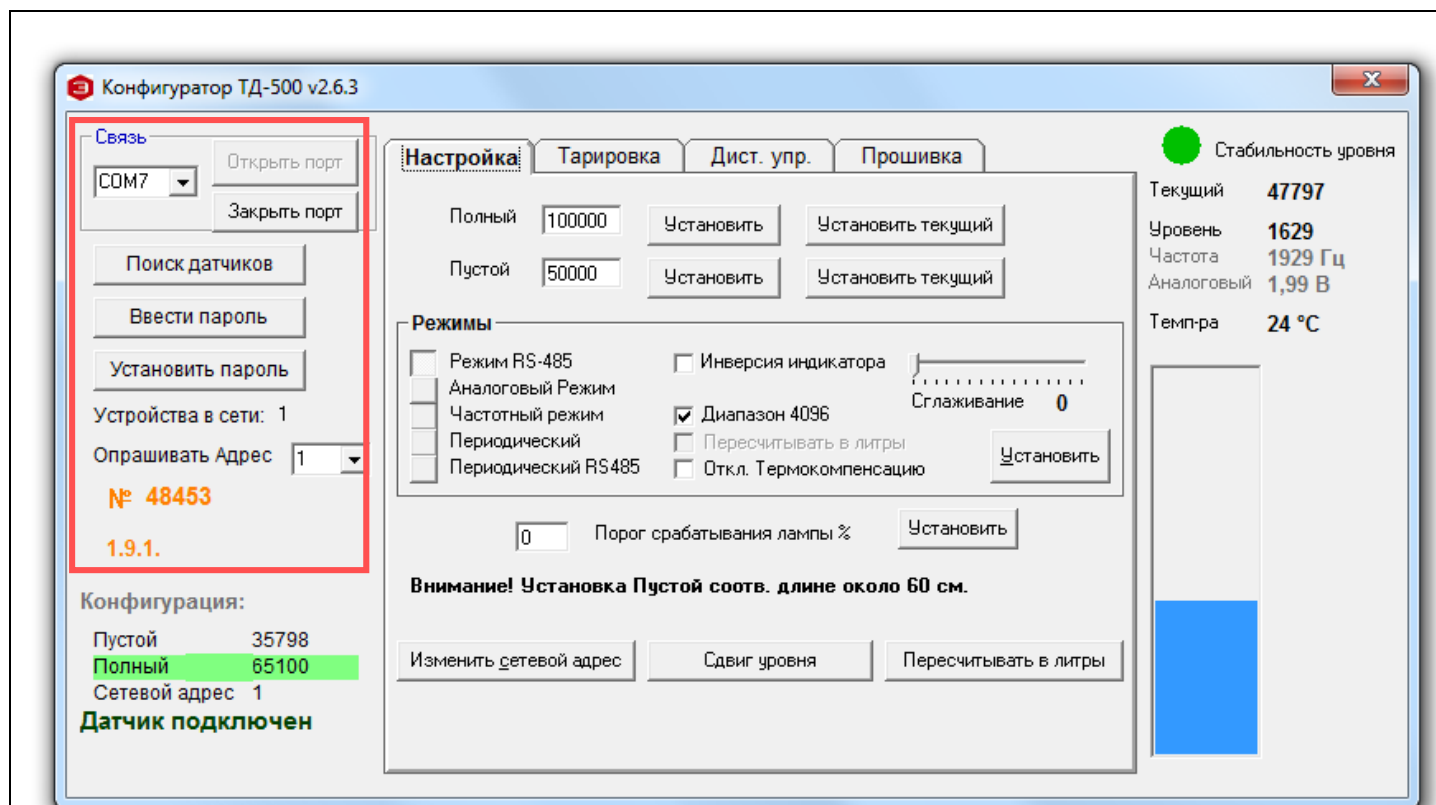 Конфигуратор ТД-500 v2.6.3
x
Связь
COM7
Открыть порт
Закрыть порт
Поиск датчиков
Ввести пароль
Установить пароль
Устройства в сети: 1
Опрашивать Адрес 1
№ 48453
1.9.1.
Конфигурация:
Пустой 35798
Полный 65100
Сетевой адрес 1
Датчик подключен
Настройка Тарировка Дист. упр. Прошивка
Полный 100000 Установить Установить текущий
Пустой 50000 Установить Установить текущий
Режимы
Режим RS-485
Аналоговый Режим
Частотный режим
Периодический
Периодический RS485
Инверсия индикатора
Диапазон 4096
Пересчитывать в литры
Откл. Термокомпенсацию
Сглаживание 0
Установить
0 Порог срабатывания лампы % Установить
Внимание! Установка Пустой соотв. длине около 60 см.
Изменить сетевой адрес Сдвиг уровня Пересчитывать в литры
Стабильность уровня
Текущий 47797
Уровень 1629
Частота 1929 Гц
Аналоговый 1,99 В
Темп-ра 24 °C